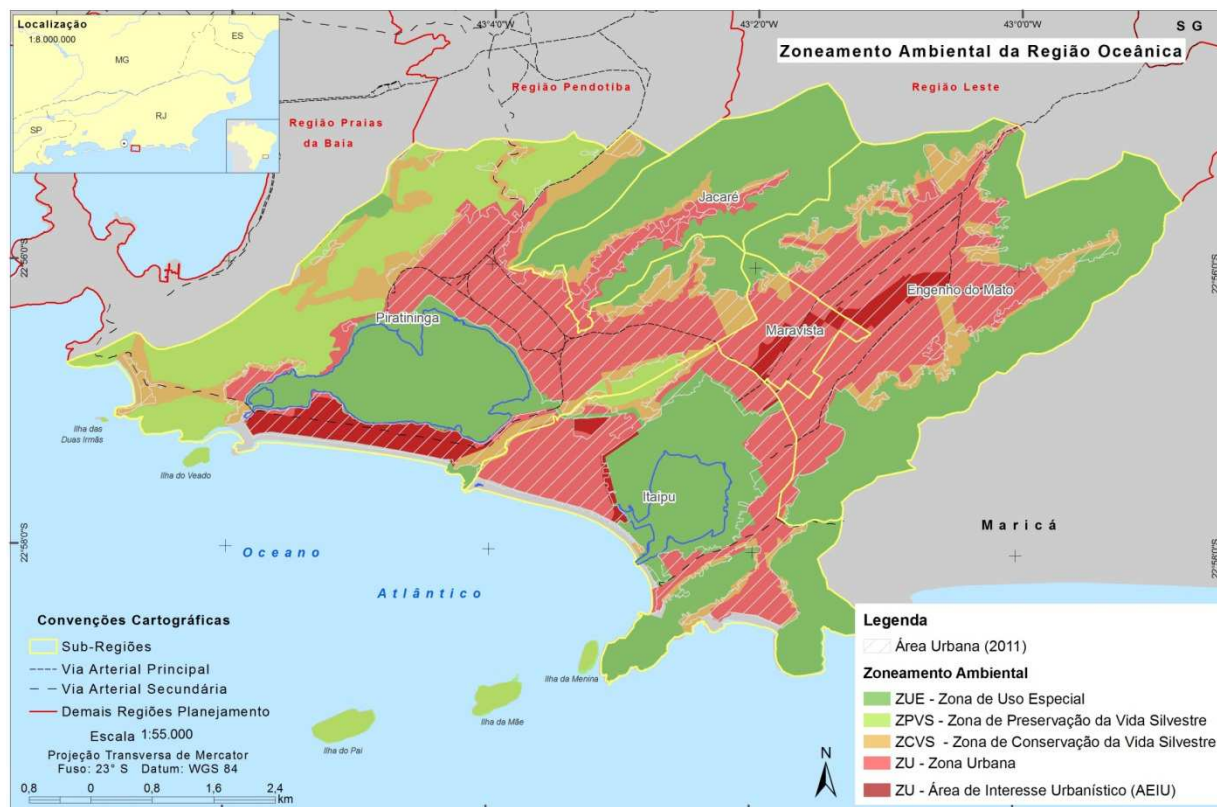 Localização
1:8.000.000
ES
MG
RJ
SP
43°4'0"W
43°2'0"W
43°0'0"W
S G
Zoneamento Ambiental da Região Oceânica
Região Pendotiba
Região Leste
Região Praias
da Baia
Jacaré
22°56'0"S
22°56'0"S
Engenho do Mato
Piratininga
Maravista
Ilha das
Duas Irmãs
Ilha do Veado
Itaipu
Maricá
22°58'0"S
22°58'0"S
Oceano
Atlântico
Ilha da Menina
Ilha da Mãe
Ilha do Pai
Convenções Cartográficas
Sub-Regiões
Via Arterial Principal
Via Arterial Secundária
Demais Regiões Planejamento
Escala 1:55.000
Projeção Transversa de Mercator
Fuso: 23° S Datum: WGS 84
0,8 0 0,8 1,6 2,4
km
N
Legenda
Área Urbana (2011)
Zoneamento Ambiental
ZUE - Zona de Uso Especial
ZPVS - Zona de Preservação da Vida Silvestre
ZCVS - Zona de Conservação da Vida Silvestre
ZU - Zona Urbana
ZU - Área de Interesse Urbanístico (AEIU)